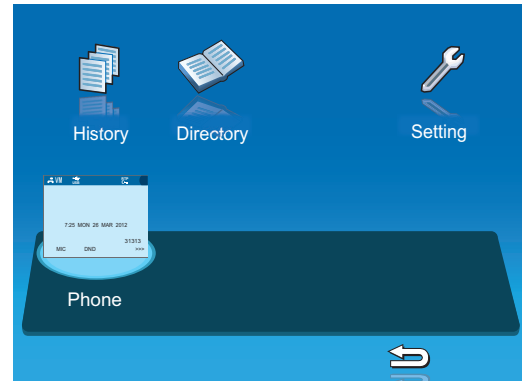 History Directory Setting
VM
7:25 MON 26 MAR 2012
31313
MIC DND >>>
Phone